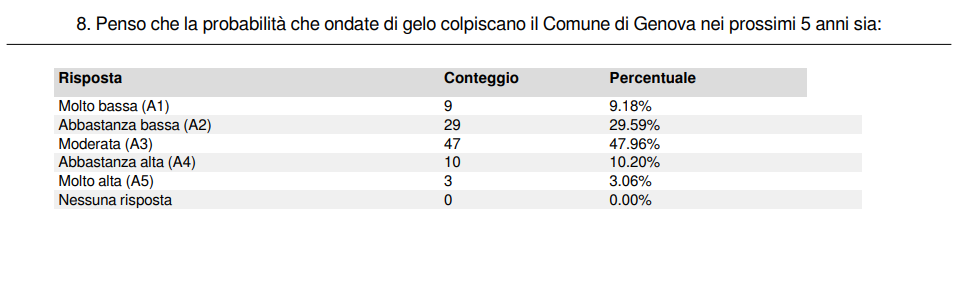 8. Penso che la probabilità che ondate di gelo colpiscano il Comune di Genova nei prossimi 5 anni sia:
Risposta Conteggio Percentuale
Molto bassa (A1) 9 9.18%
Abbastanza bassa (A2) 29 29.59%
Moderata (A3) 47 47.96%
Abbastanza alta (A4) 10 10.20%
Molto alta (A5) 3 3.06%
Nessuna risposta 0 0.00%